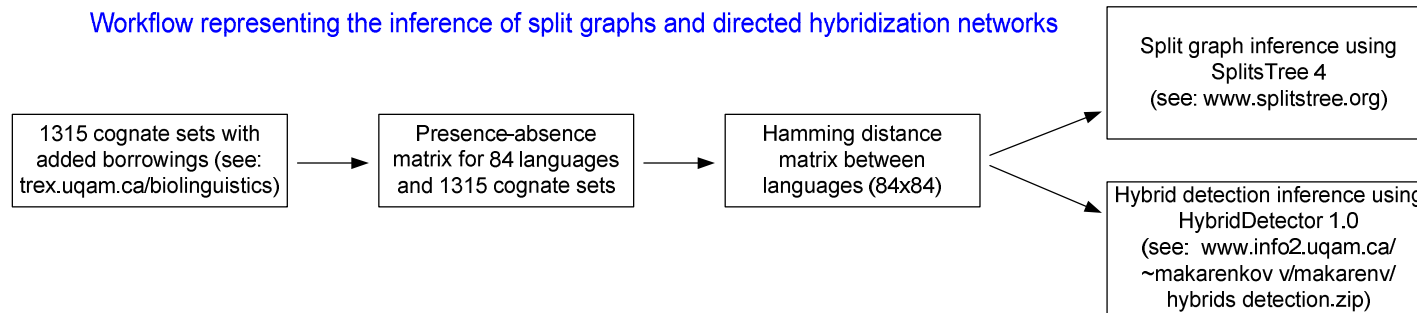 Workflow representing the inference of split graphs and directed hybridization networks
1315 cognate sets with
added borrowings (see:
trex.uqam.ca/biolinguistics)
Presence-absence
matrix for 84 languages
and 1315 cognate sets
Hamming distance
matrix between
languages (84x84)
Split graph inference using
SplitsTree 4
(see: www.splitstree.org)
Hybrid detection inference using
HybridDetector 1.0
(see: www.info2.uqam.ca/
~makarenkov v/makarenv/
hybrids detection.zip)